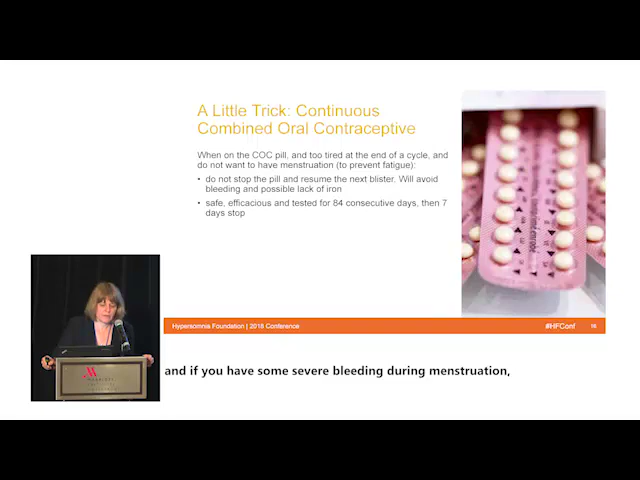 A Little Trick: Continuous
Combined Oral Contraceptive
When on the COC pill, and too tired at the end of a cycle, and
do not want to have menstruation (to prevent fatigue):
• do not stop the pill and resume the next blister. Will avoid
bleeding and possible lack of iron
• safe, efficacious and tested for 84 consecutive days, then 7
days stop
Hypersomnia Foundation | 2018 Conference
#HFConf
16
and if you have some severe bleeding during menstruation,